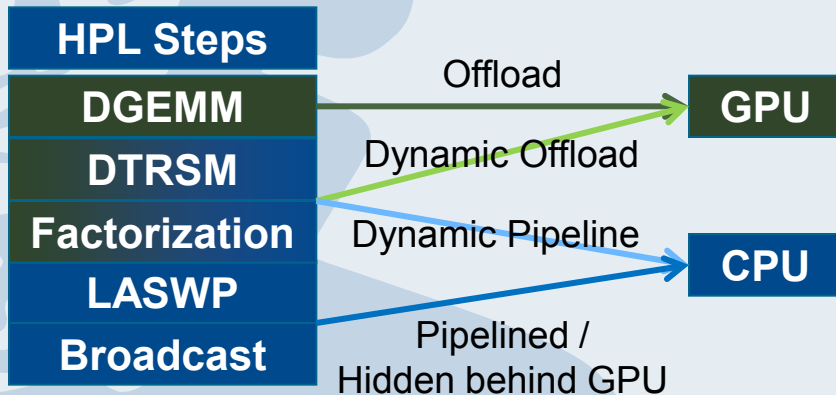 HPL Steps
DGEMM
DTRSM
Factorization
LASWP
Broadcast
Offload
Dynamic Offload
Dynamic Pipeline
Pipelined /
Hidden behind GPU
GPU
CPU